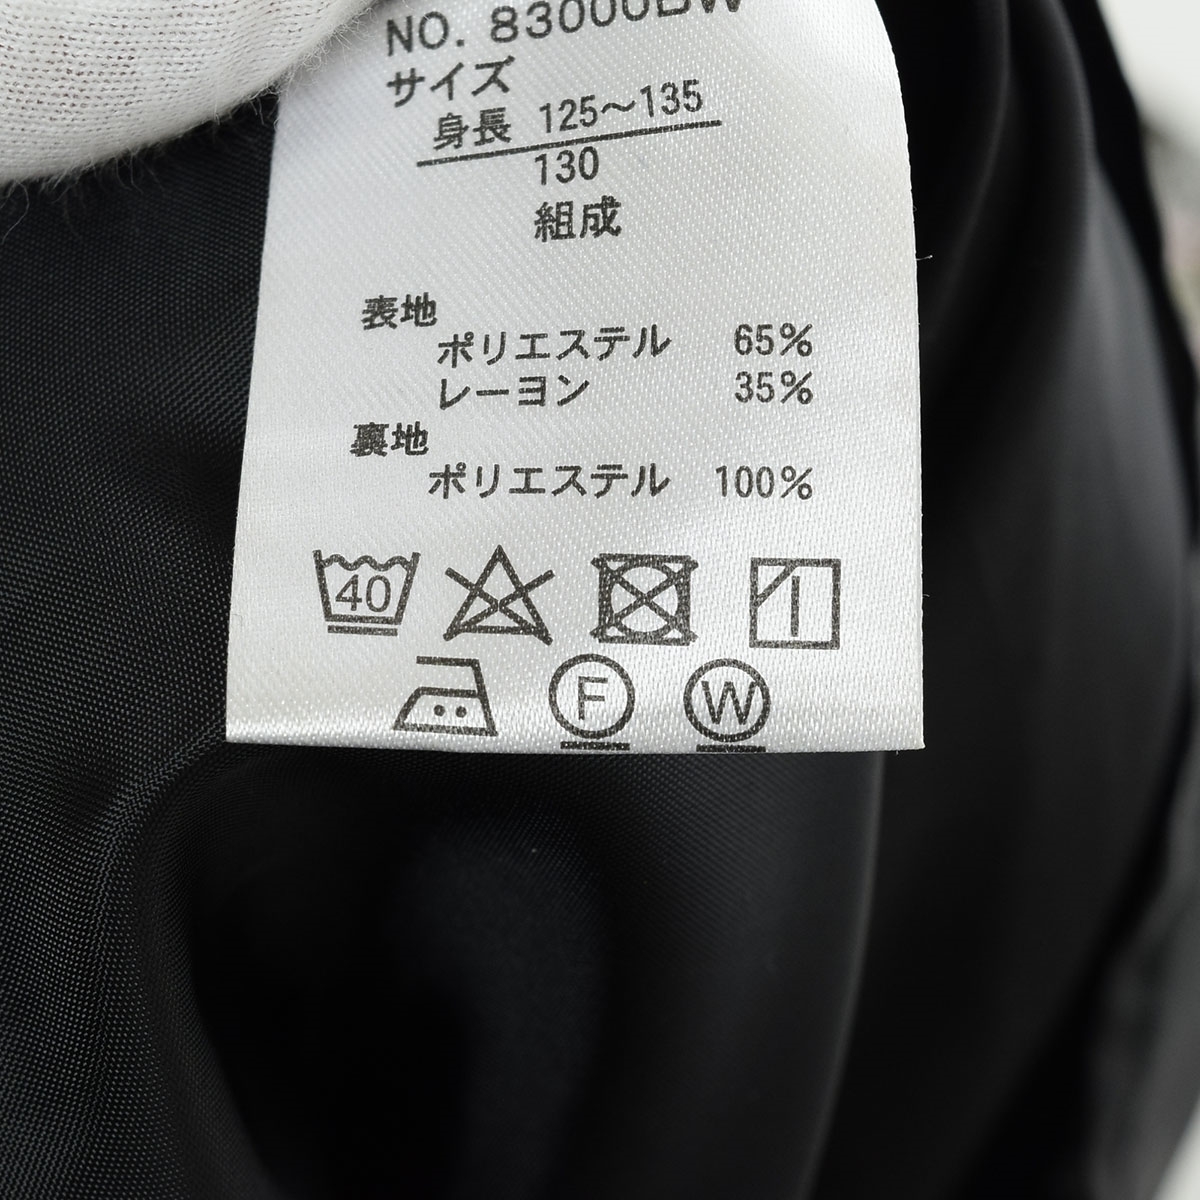 NO. 83000BW
サイズ
身長 125～135
130
組成
表地
ポリエステル 65%
レーヨン 35%
裏地
ポリエステル 100%
40
F W